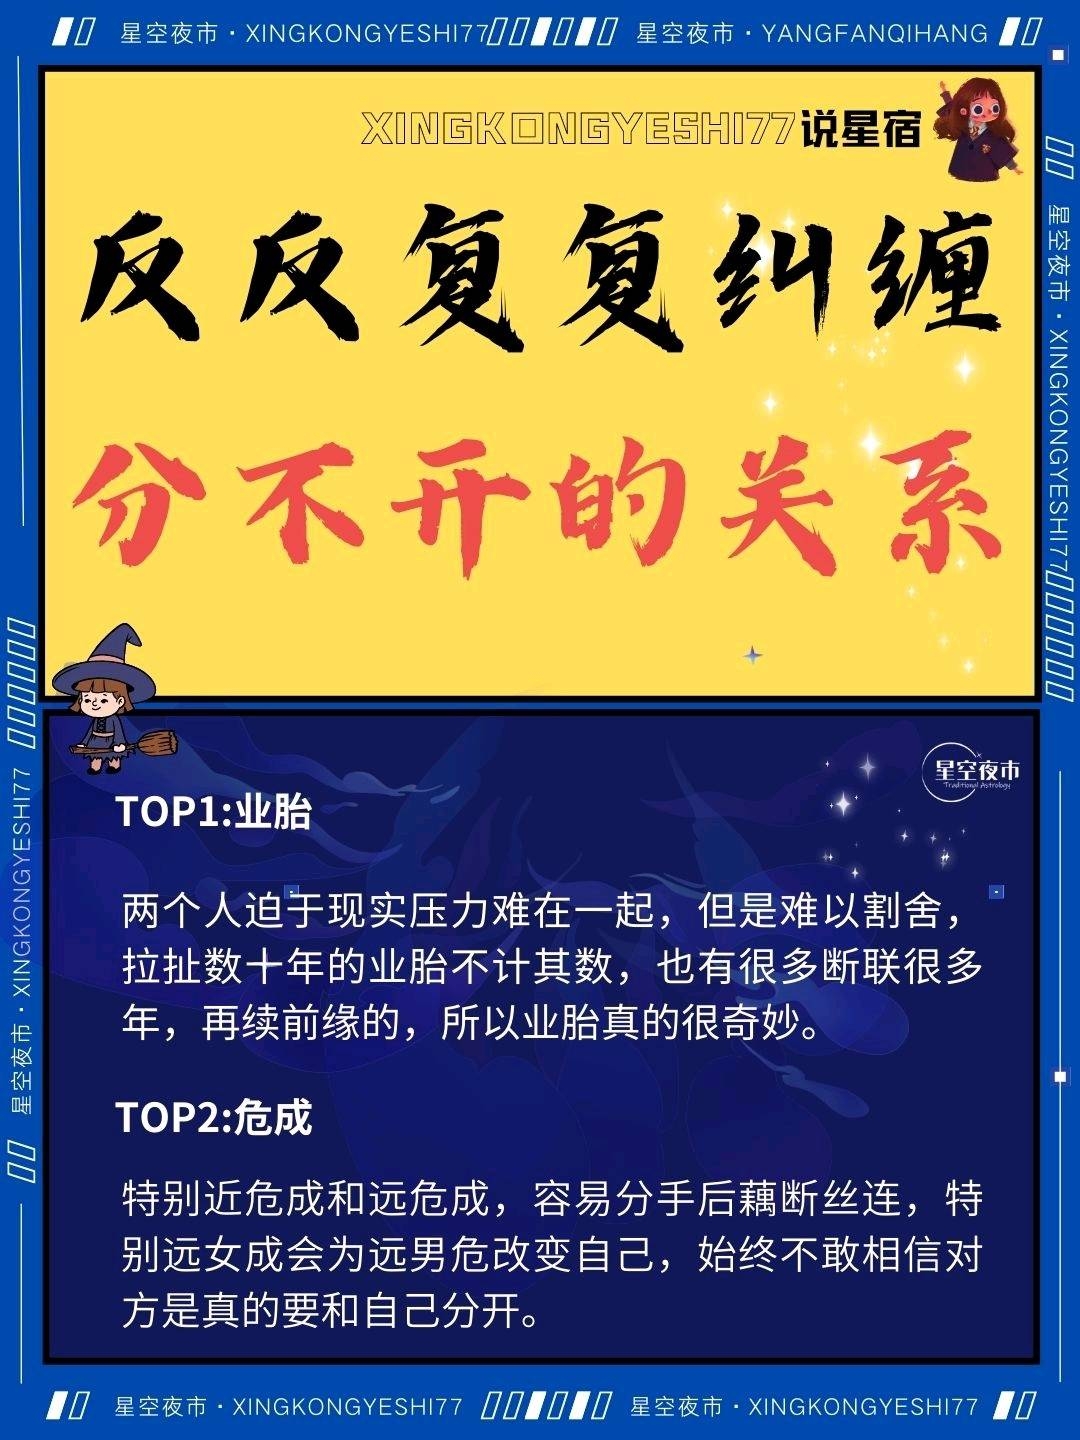 星空夜市·XINGKONGYESHI77
星空夜市·YANGFANQIHANG
XINGKONGYESHI77说星宿
反反复复纠缠
分不开的关系
星空夜市
Traditional Astrology
TOP1:业胎
两个人迫于现实压力难在一起，但是难以割舍，
拉扯数十年的业胎不计其数，也有很多断联很多
年，再续前缘的，所以业胎真的很奇妙。
TOP2:危成
特别近危成和远危成，容易分手后藕断丝连，特
别远女成会为远男危改变自己，始终不敢相信对
方是真的要和自己分开。
星空夜市·XINGKONGYESHI77
星空夜市·XINGKONGYESHI77
星空夜市·XINGKONGYESHI77
星空夜市·XINGKONGYESHI77